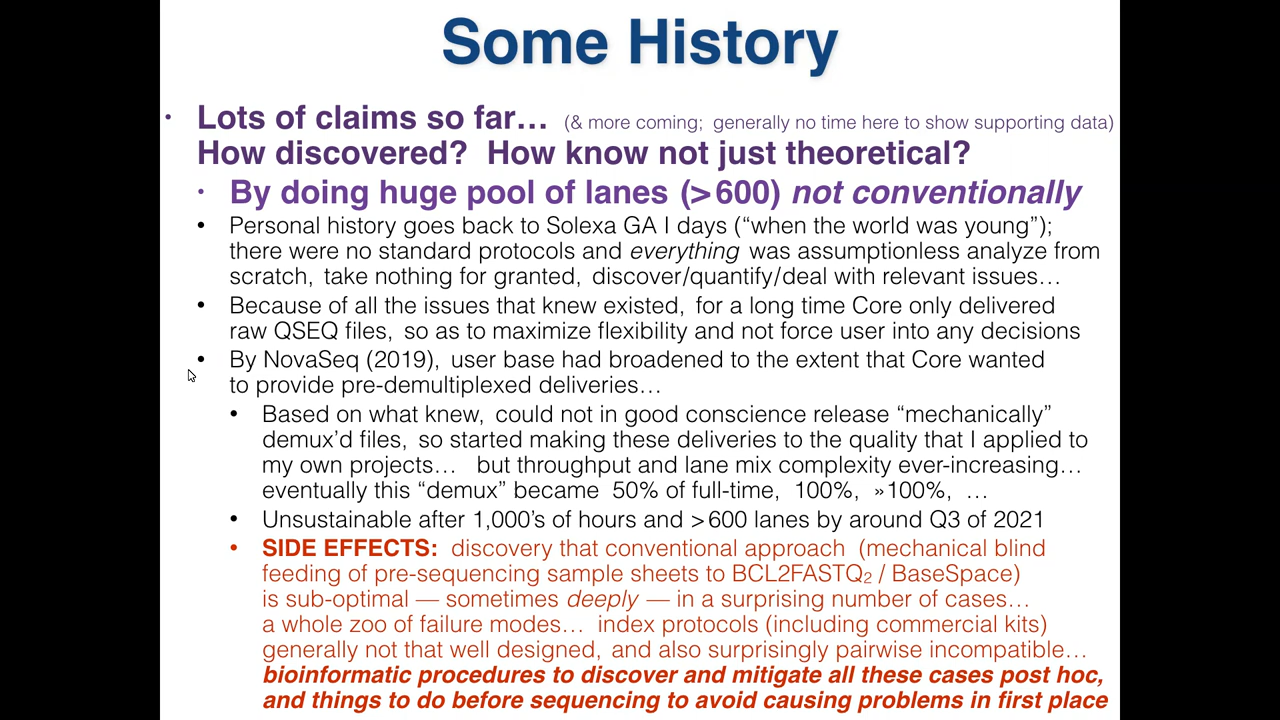 Some History
• Lots of claims so far… (& more coming; generally no time here to show supporting data)
How discovered? How know not just theoretical?
• By doing huge pool of lanes (>600) not conventionally
• Personal history goes back to Solexa GA I days (“when the world was young”);
there were no standard protocols and everything was assumptionless analyze from
scratch, take nothing for granted, discover/quantify/deal with relevant issues…
• Because of all the issues that knew existed, for a long time Core only delivered
raw QSEQ files, so as to maximize flexibility and not force user into any decisions
• By NovaSeq (2019), user base had broadened to the extent that Core wanted
to provide pre-demultiplexed deliveries…
• Based on what knew, could not in good conscience release “mechanically”
demux’d files, so started making these deliveries to the quality that I applied to
my own projects… but throughput and lane mix complexity ever-increasing…
eventually this “demux” became 50% of full-time, 100%, »100%, …
• Unsustainable after 1,000’s of hours and >600 lanes by around Q3 of 2021
• SIDE EFFECTS: discovery that conventional approach (mechanical blind
feeding of pre-sequencing sample sheets to BCL2FASTQ₂ / BaseSpace)
is sub-optimal — sometimes deeply — in a surprising number of cases…
a whole zoo of failure modes… index protocols (including commercial kits)
generally not that well designed, and also surprisingly pairwise incompatible…
bioinformatic procedures to discover and mitigate all these cases post hoc,
and things to do before sequencing to avoid causing problems in first place